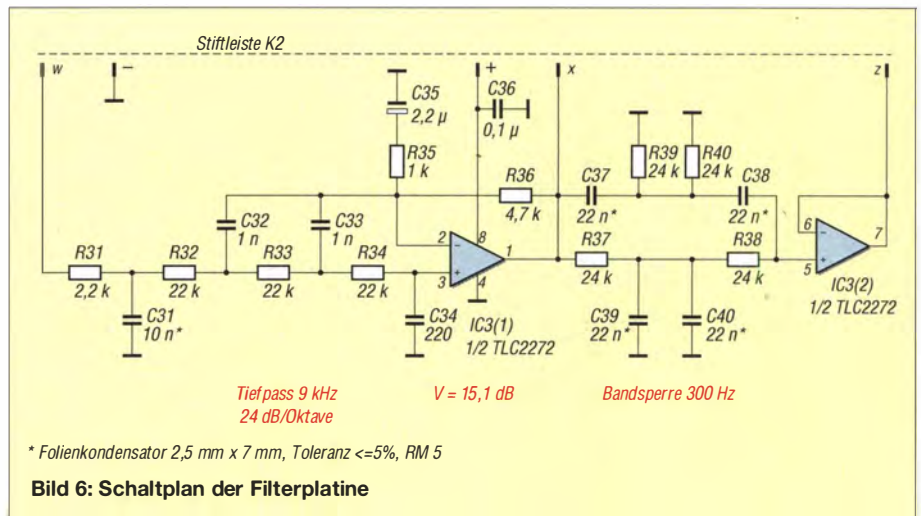 Stiftleiste K2
w
–
+
x
z
C35
2,2 µ
C36
0,1 µ
R35
1 k
R39
24 k
R40
24 k
R36
4,7 k
C37
22 n*
C38
22 n*
C32
1 n
C33
1 n
2
–
8
1
3
+
4
6
–
5
+
7
R31
2,2 k
R32
22 k
R33
22 k
R34
22 k
R37
24 k
R38
24 k
C31
10 n*
C34
220
IC3(1)
1/2 TLC2272
C39
22 n*
C40
22 n*
IC3(2)
1/2 TLC2272
Tiefpass 9 kHz
24 dB/Oktave
V = 15,1 dB
Bandsperre 300 Hz
* Folienkondensator 2,5 mm x 7 mm, Toleranz <=5%, RM 5
Bild 6: Schaltplan der Filterplatine